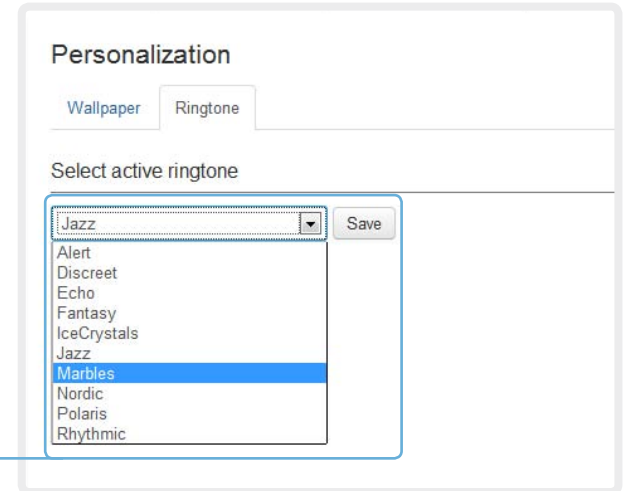 Personalization
Wallpaper Ringtone
Select active ringtone
Jazz Save
Alert
Discreet
Echo
Fantasy
IceCrystals
Jazz
Marbles
Nordic
Polaris
Rhythmic